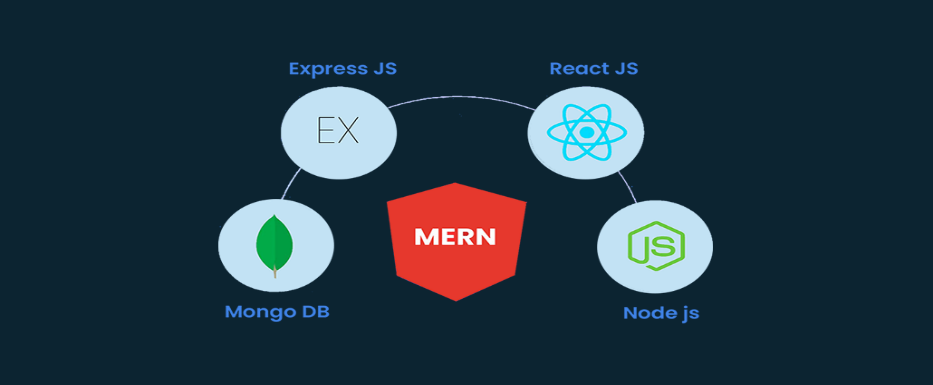 Express JS
React JS
EX
MERN
JS
Mongo DB
Node js